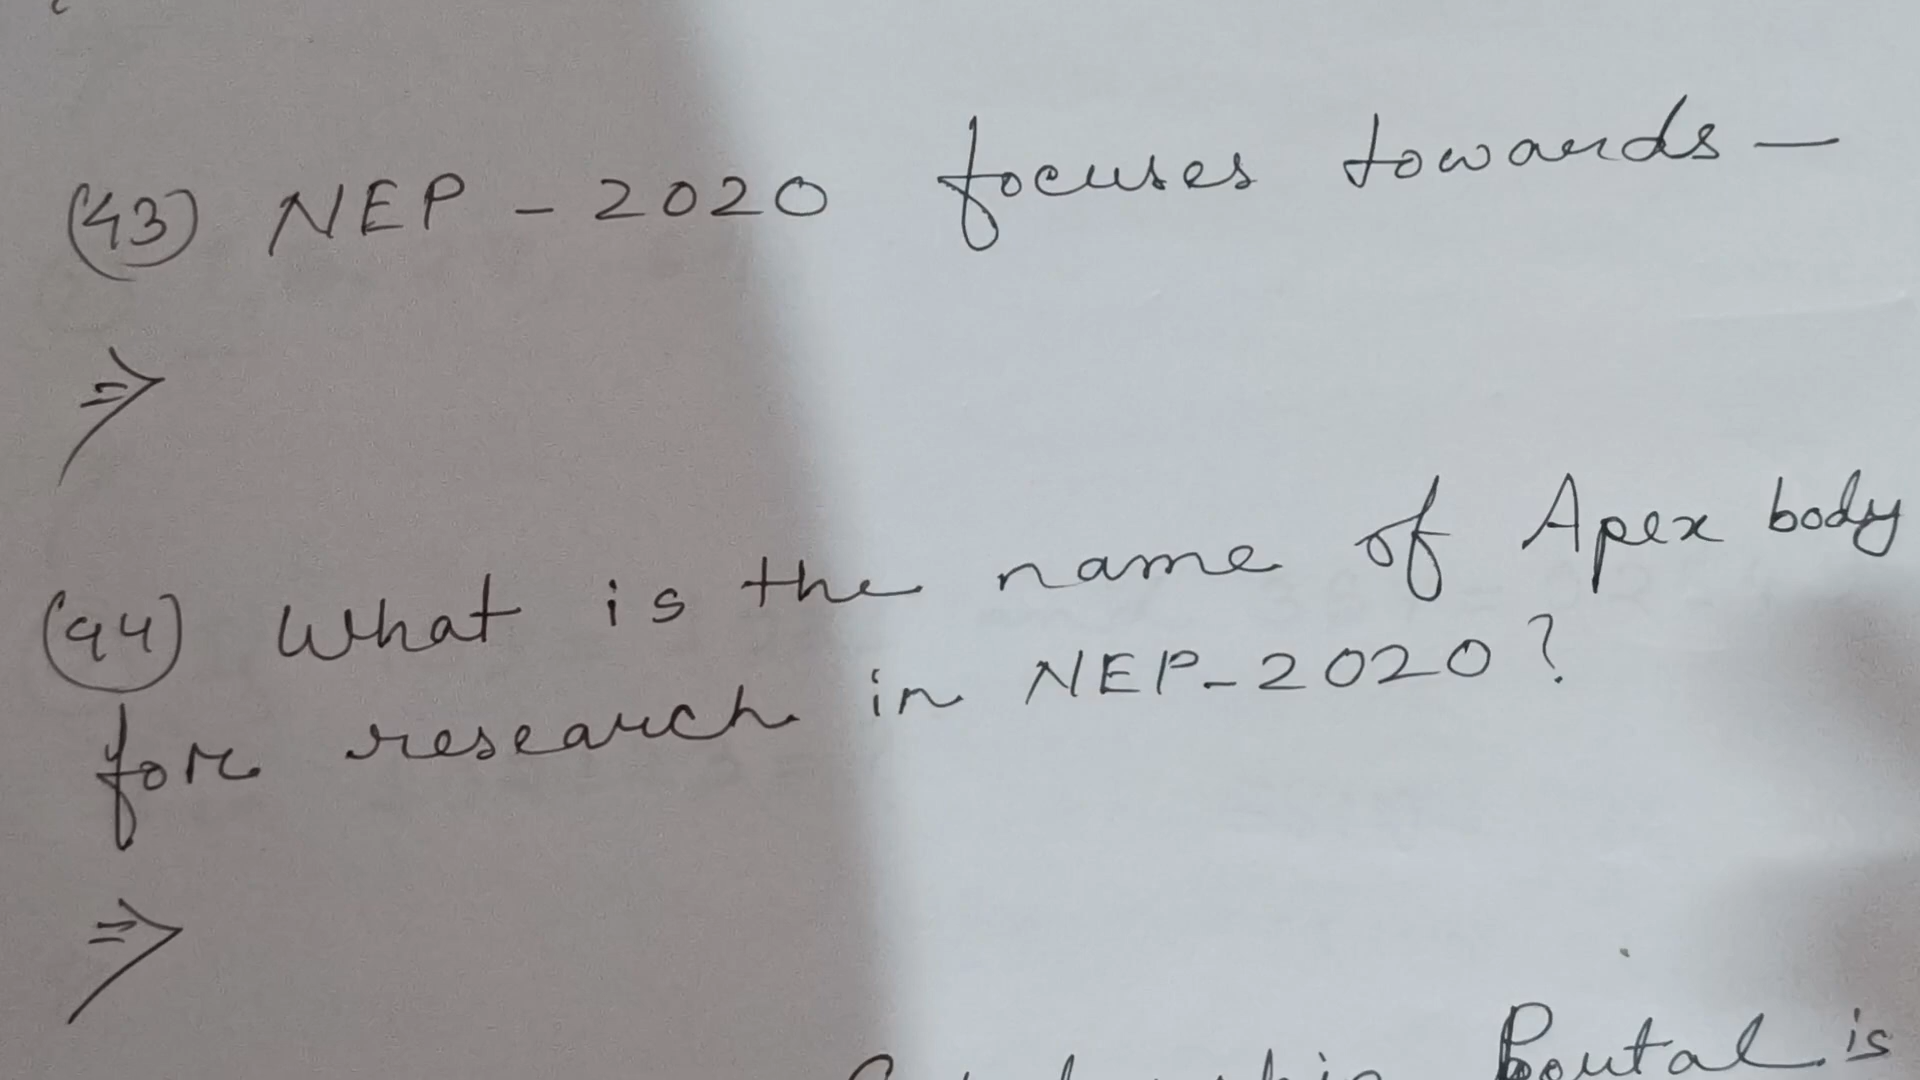 (43) NEP - 2020 focuses towards —
⇒
(44) What is the name of Apex body
for research in NEP-2020?
⇒
Portal is